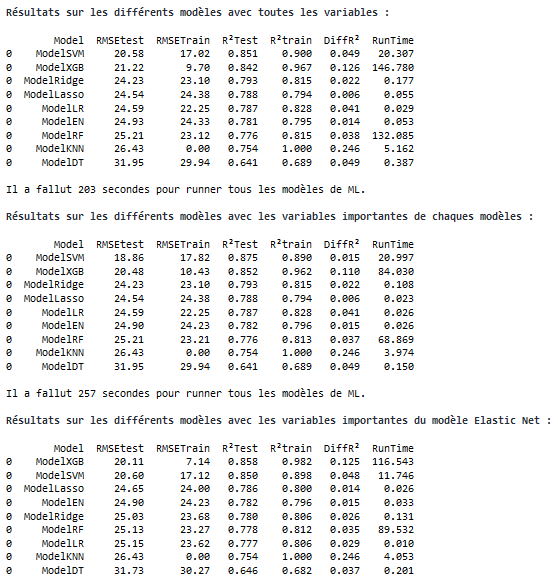 Résultats sur les différents modèles avec toutes les variables :
Model RMSEtest RMSETrain R²Test R²train DiffR² RunTime
0 ModelSVM 20.58 17.02 0.851 0.900 0.049 20.307
0 ModelXGB 21.22 9.70 0.842 0.967 0.126 146.780
0 ModelRidge 24.23 23.10 0.793 0.815 0.022 0.177
0 ModelLasso 24.54 24.38 0.788 0.794 0.006 0.055
0 ModelLR 24.59 22.25 0.787 0.828 0.041 0.029
0 ModelEN 24.93 24.33 0.781 0.795 0.014 0.053
0 ModelRF 25.21 23.12 0.776 0.815 0.038 132.085
0 ModelKNN 26.43 0.00 0.754 1.000 0.246 5.162
0 ModelDT 31.95 29.94 0.641 0.689 0.049 0.387
Il a fallut 203 secondes pour runner tous les modèles de ML.
Résultats sur les différents modèles avec les variables importantes de chaques modèles :
Model RMSEtest RMSETrain R²Test R²train DiffR² RunTime
0 ModelSVM 18.86 17.82 0.875 0.890 0.015 20.997
0 ModelXGB 20.48 10.43 0.852 0.962 0.110 84.030
0 ModelRidge 24.23 23.10 0.793 0.815 0.022 0.108
0 ModelLasso 24.54 24.38 0.788 0.794 0.006 0.023
0 ModelLR 24.59 22.25 0.787 0.828 0.041 0.026
0 ModelEN 24.90 24.23 0.782 0.796 0.015 0.026
0 ModelRF 25.21 23.21 0.776 0.813 0.037 68.869
0 ModelKNN 26.43 0.00 0.754 1.000 0.246 3.974
0 ModelDT 31.95 29.94 0.641 0.689 0.049 0.150
Il a fallut 257 secondes pour runner tous les modèles de ML.
Résultats sur les différents modèles avec les variables importantes du modèle Elastic Net :
Model RMSEtest RMSETrain R²Test R²train DiffR² RunTime
0 ModelXGB 20.11 7.14 0.858 0.982 0.125 116.543
0 ModelSVM 20.60 17.12 0.850 0.898 0.048 11.746
0 ModelLasso 24.65 24.00 0.786 0.800 0.014 0.026
0 ModelEN 24.90 24.23 0.782 0.796 0.015 0.033
0 ModelRidge 25.03 23.68 0.780 0.806 0.026 0.131
0 ModelRF 25.13 23.27 0.778 0.812 0.035 89.532
0 ModelLR 25.15 23.62 0.777 0.806 0.029 0.010
0 ModelKNN 26.43 0.00 0.754 1.000 0.246 4.053
0 ModelDT 31.73 30.27 0.646 0.682 0.037 0.201